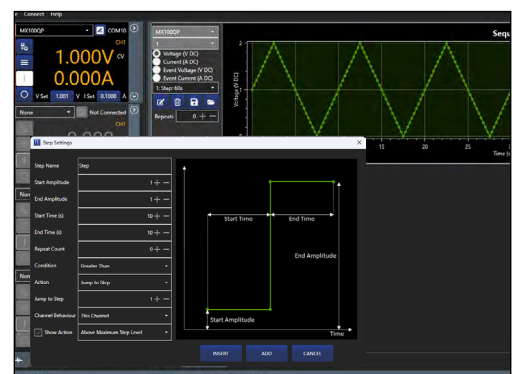 Connect Help
MX100QP COM10
CH1
1.000V CV
0.000A
V Set 1.001 V I Set 0.1000 A
None Not Connected
CH1
MX100QP
1
Voltage (V DC)
Current (A DC)
Event Voltage (V DC)
Event Current (A DC)
1: Step: 60s
Repeats 0 + −
Sequ
Voltage (V DC)
2
1
0
15 20 25
Time (s
Step Settings
Step Name Step
Start Amplitude 1 + −
End Amplitude 1 + −
Start Time (s) 10 + −
End Time (s) 10 + −
Repeat Count 0 + −
Condition Greater Than
Action Jump to Step
Jump to Step 1 + −
Channel Behaviour This Channel
Show Action Above Maximum Step Level
Start Time End Time
End Amplitude
Start Amplitude
Time
INSERT ADD CANCEL
Non
Non